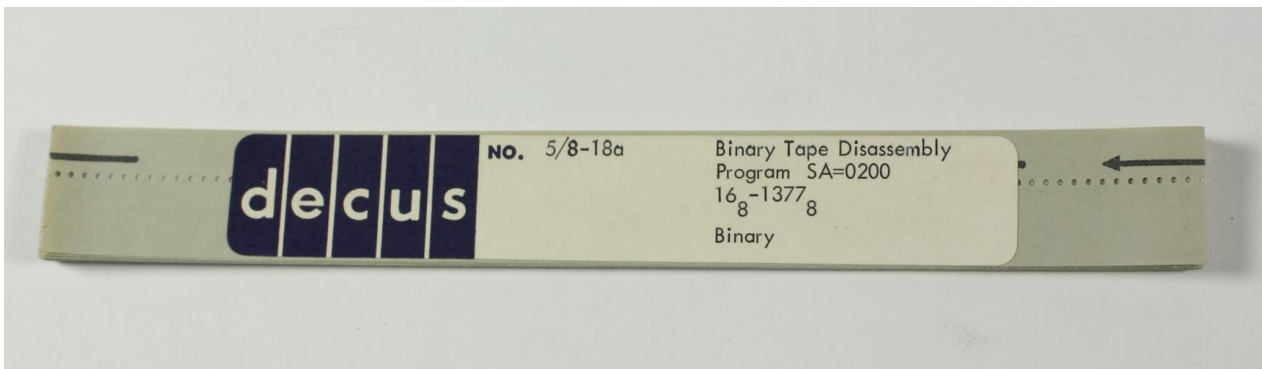 decus
NO. 5/8-18a
Binary Tape Disassembly
Program SA=0200
16₈-1377₈
Binary